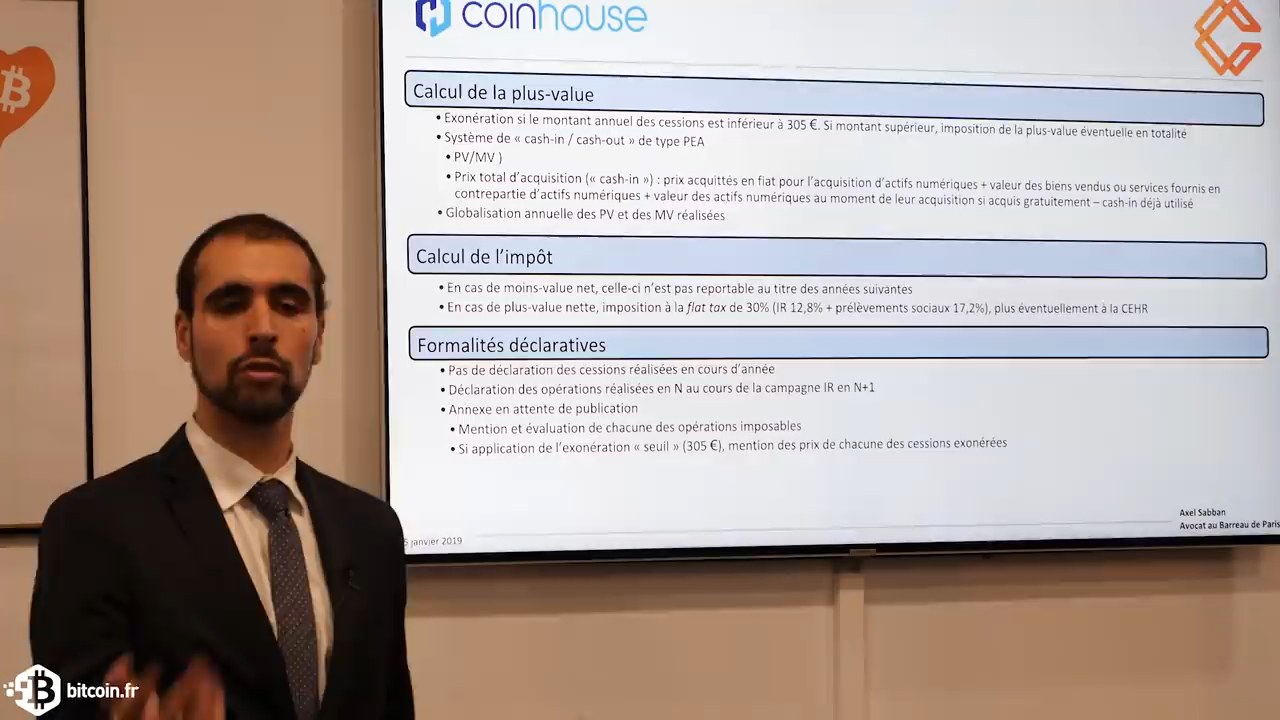 coinhouse
Calcul de la plus-value
• Exonération si le montant annuel des cessions est inférieur à 305 €. Si montant supérieur, imposition de la plus-value éventuelle en totalité
• Système de « cash-in / cash-out » de type PEA
• PV/MV )
• Prix total d'acquisition (« cash-in ») : prix acquittés en fiat pour l'acquisition d'actifs numériques + valeur des biens vendus ou services fournis en
contrepartie d'actifs numériques + valeur des actifs numériques au moment de leur acquisition si acquis gratuitement – cash-in déjà utilisé
• Globalisation annuelle des PV et des MV réalisées
Calcul de l'impôt
• En cas de moins-value net, celle-ci n'est pas reportable au titre des années suivantes
• En cas de plus-value nette, imposition à la flat tax de 30% (IR 12,8% + prélèvements sociaux 17,2%), plus éventuellement à la CEHR
Formalités déclaratives
• Pas de déclaration des cessions réalisées en cours d'année
• Déclaration des opérations réalisées en N au cours de la campagne IR en N+1
• Annexe en attente de publication
• Mention et évaluation de chacune des opérations imposables
• Si application de l'exonération « seuil » (305 €), mention des prix de chacune des cessions exonérées
Axel Sabban
Avocat au Barreau de Paris
5 janvier 2019
bitcoin.fr